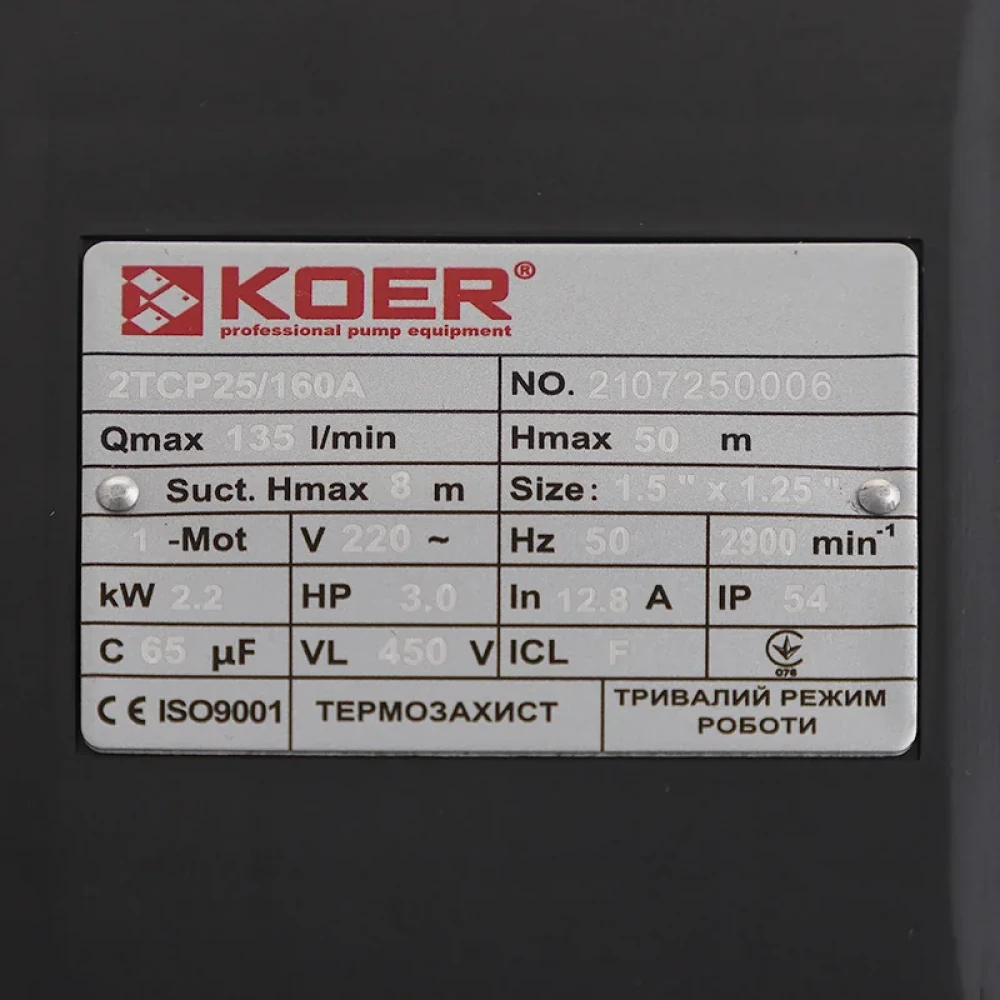 KOER®
professional pump equipment
2TCP25/160A NO. 2107250006
Qmax 135 l/min Hmax 50 m
Suct. Hmax 8 m Size: 1.5 " x 1.25 "
1 -Mot V 220 ~ Hz 50 2900 min-1
kW 2.2 HP 3.0 In 12.8 A IP 54
C 65 µF VL 450 V ICL F
076
CE ISO9001 ТЕРМОЗАХИСТ ТРИВАЛИЙ РЕЖИМ
РОБОТИ